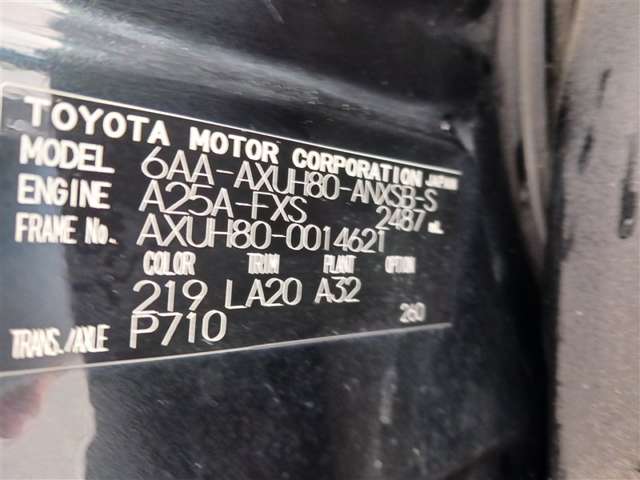 TOYOTA MOTOR CORPORATION JAPAN
MODEL 6AA-AXUH80-ANXSB-S
ENGINE A25A-FXS 2487 mL
FRAME No. AXUH80-0014621
COLOR TRIM PLANT OPTION
219 LA20 A32
TRANS./AXLE P710 260